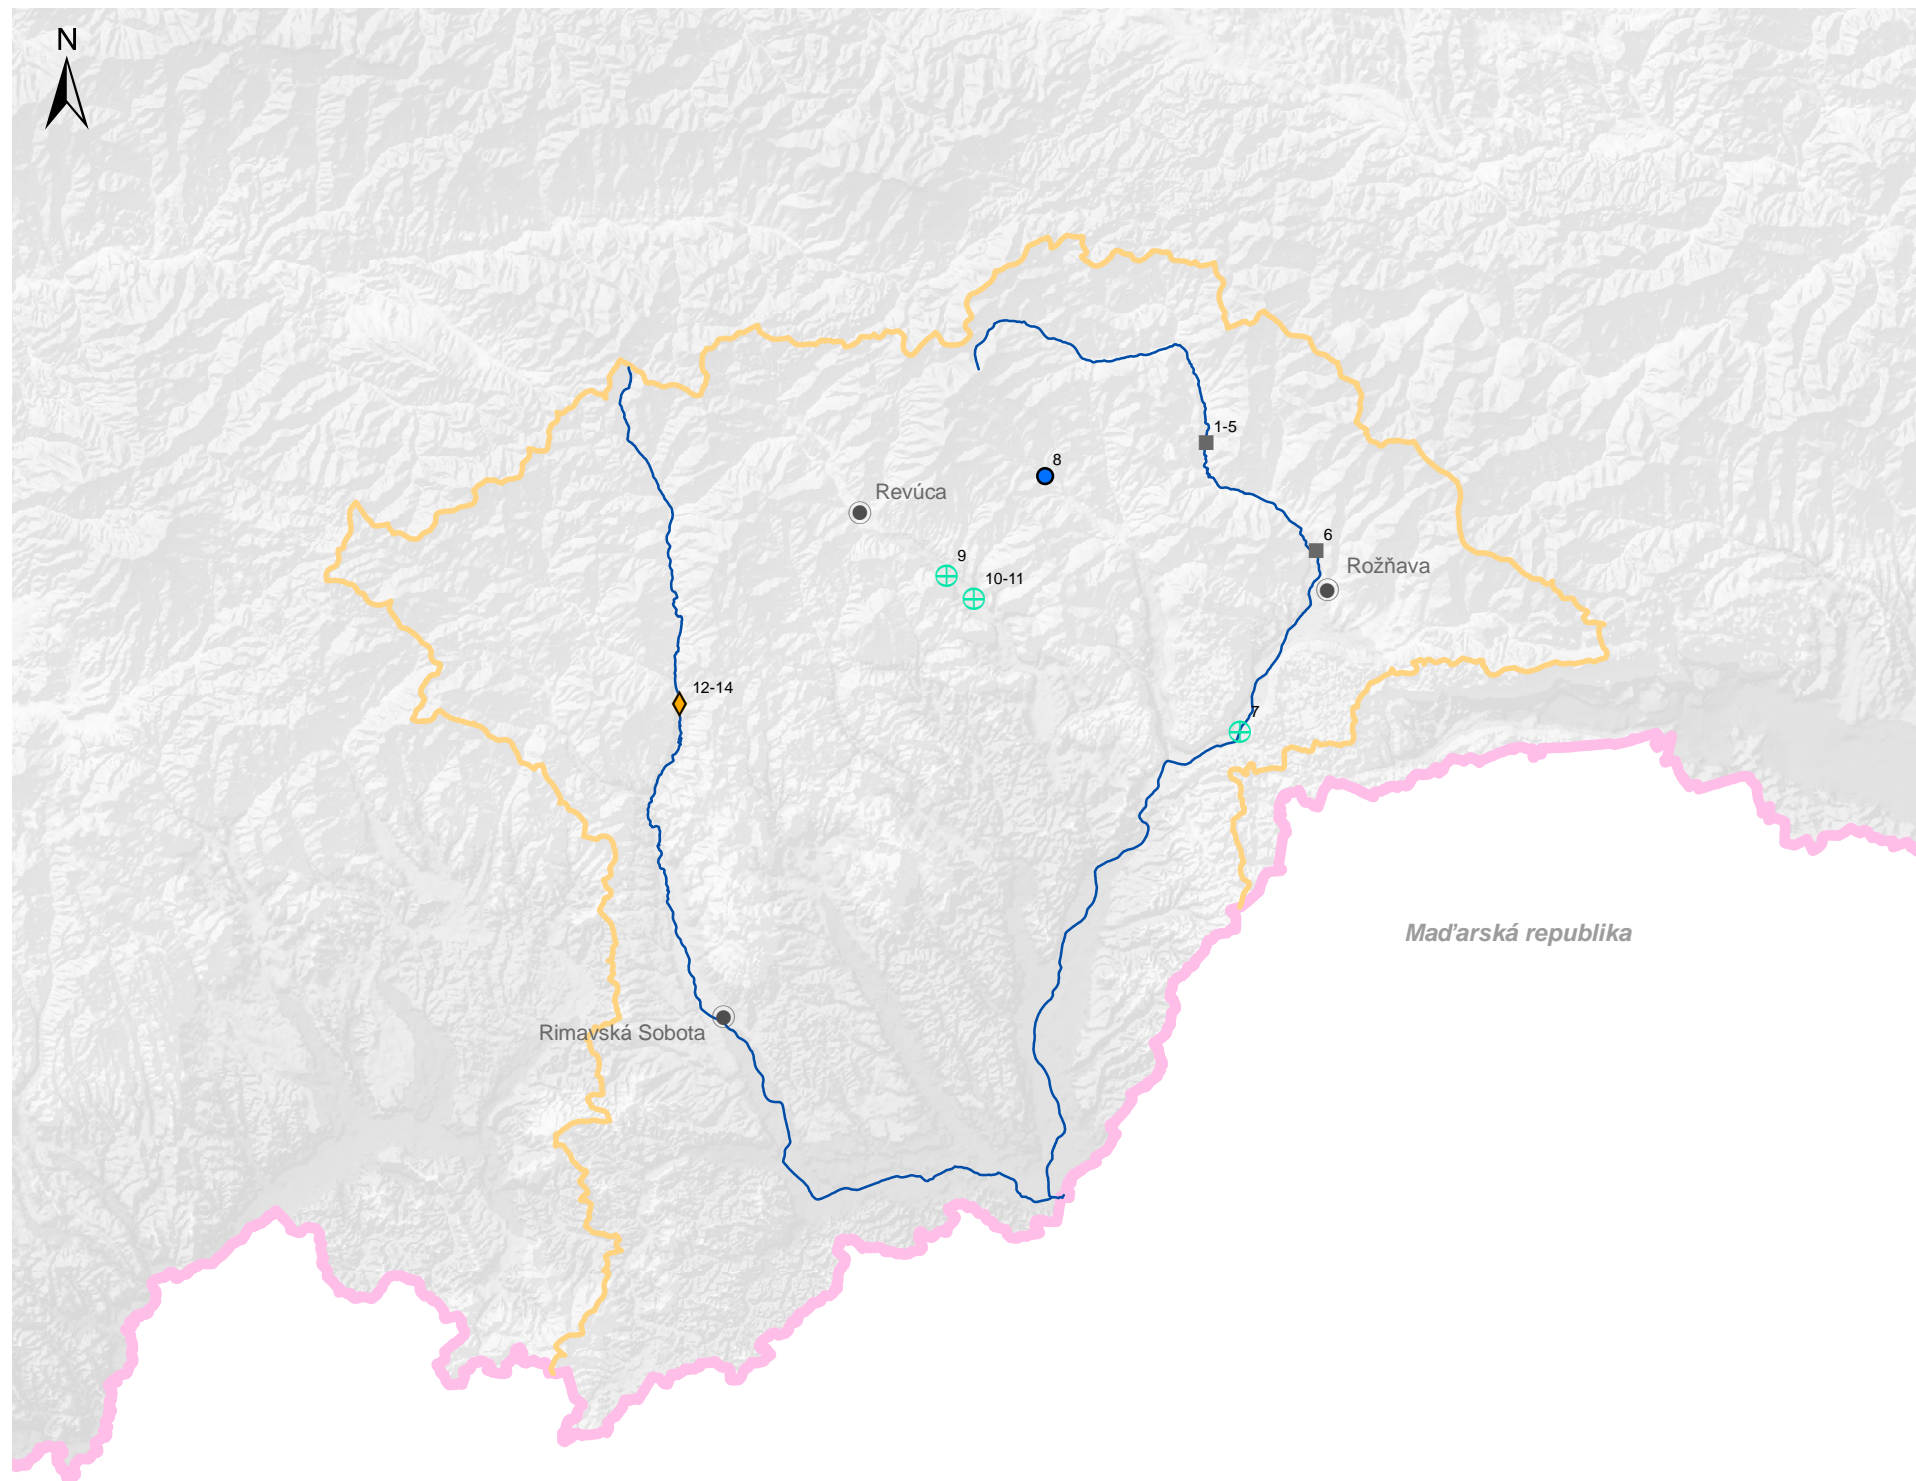 N
1-5
8
Revúca
6
9
Rožňava
10-11
12-14
7
Maďarská republika
Rimavská Sobota